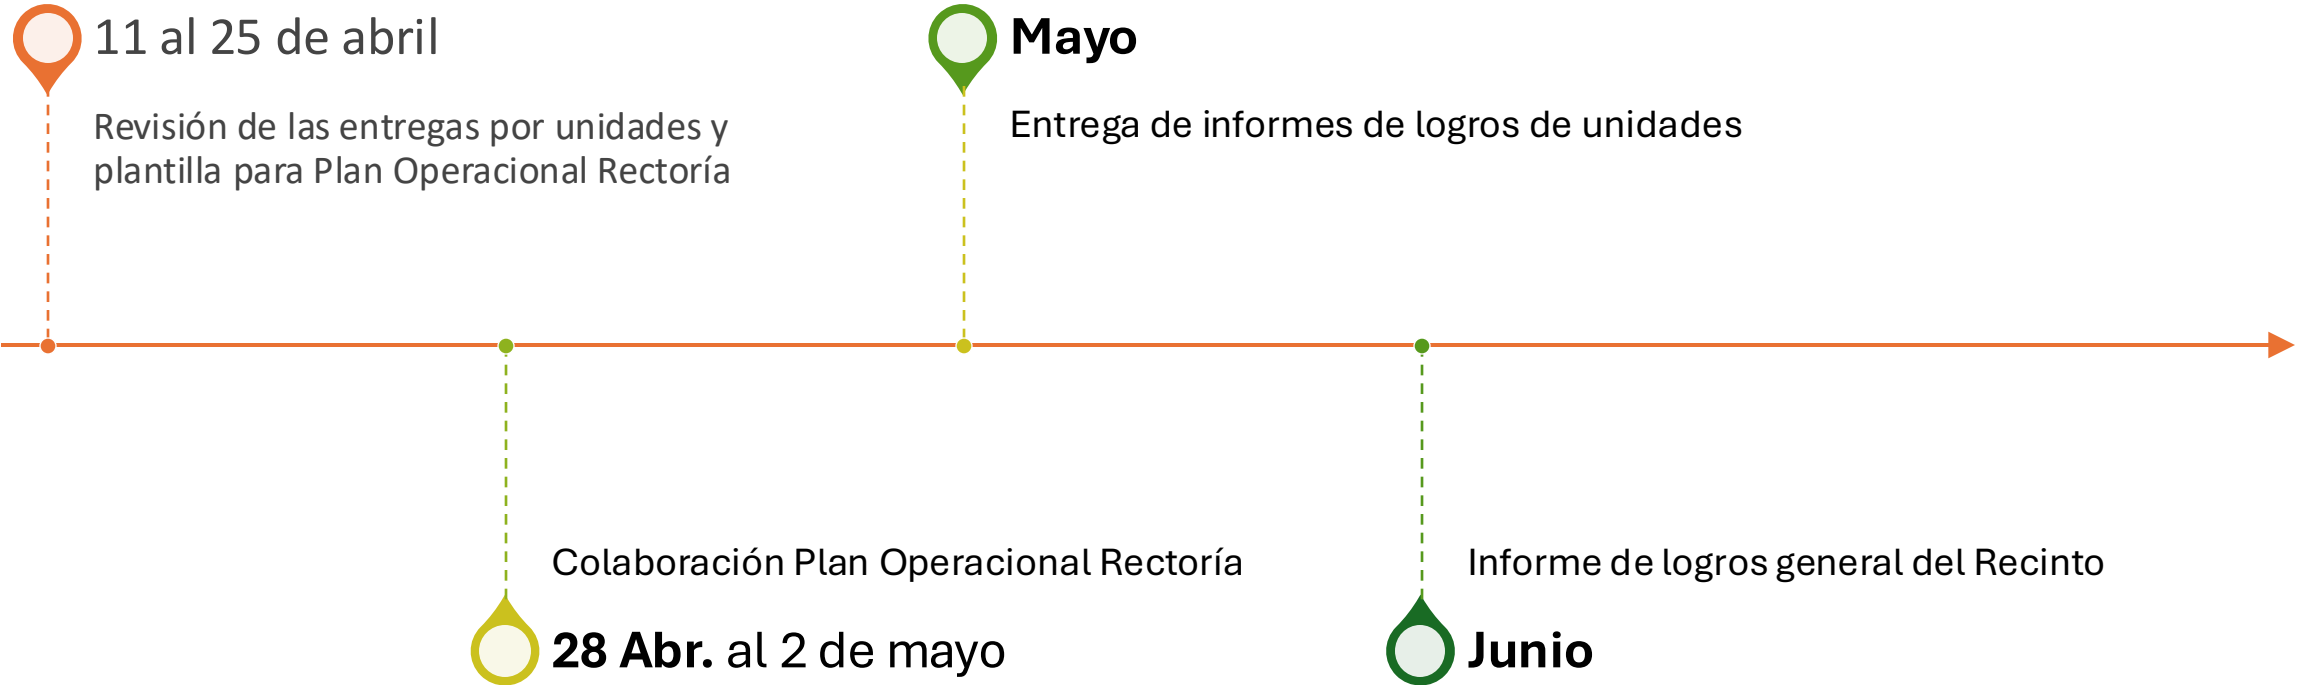 11 al 25 de abril
Revisión de las entregas por unidades y
plantilla para Plan Operacional Rectoría
Mayo
Entrega de informes de logros de unidades
Colaboración Plan Operacional Rectoría
28 Abr. al 2 de mayo
Informe de logros general del Recinto
Junio